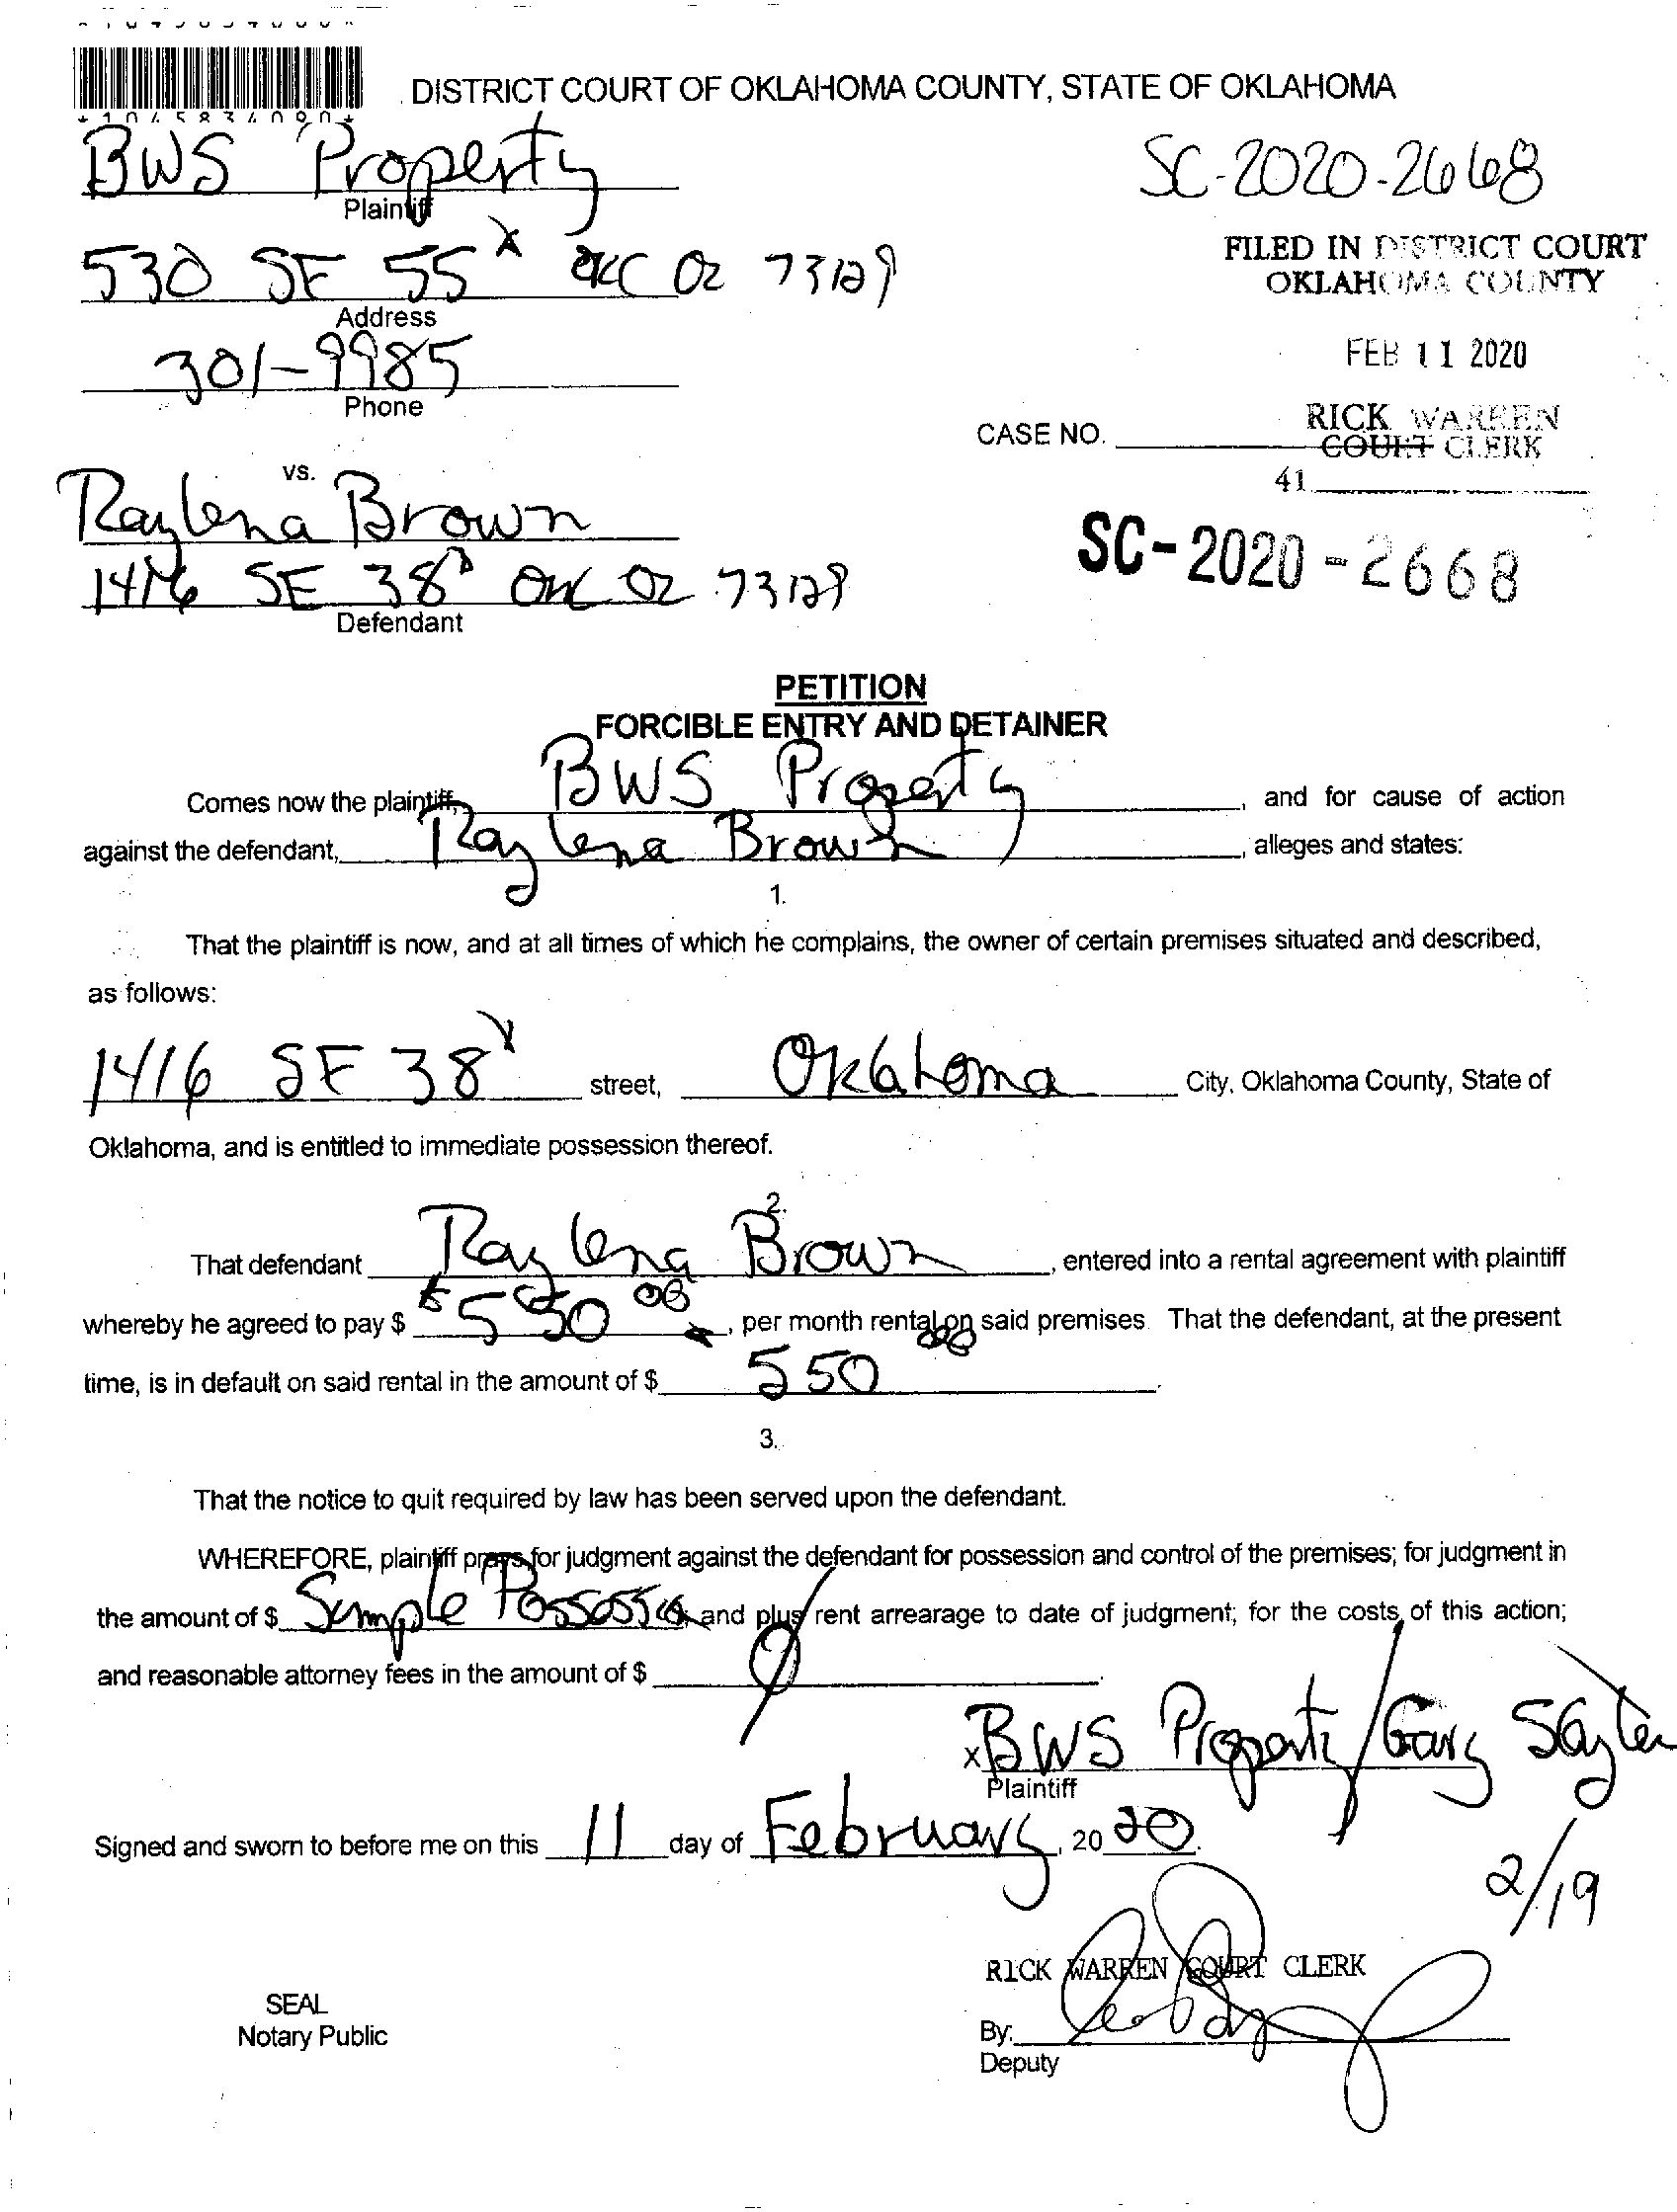 *1045834090*
DISTRICT COURT OF OKLAHOMA COUNTY, STATE OF OKLAHOMA
BWS Property
Plaintiff
SC-2020-2668
530 SE 55 OKC 73129
Address
FILED IN DISTRICT COURT
OKLAHOMA COUNTY
301-9985
Phone
FEB 11 2020
RICK WARREN
COURT CLERK
CASE NO.
41
vs.
Raylena Brown
SC-2020-2668
1416 SE 38 73129
Defendant
PETITION
FORCIBLE ENTRY AND DETAINER
Comes now the plaintiff, BWS Property, and for cause of action
against the defendant, Raylena Brown, alleges and states:
1.
That the plaintiff is now, and at all times of which he complains, the owner of certain premises situated and described,
as follows:
1416 SE 38 street, Oklahoma City, Oklahoma County, State of
Oklahoma, and is entitled to immediate possession thereof.
2.
That defendant Raylena Brown, entered into a rental agreement with plaintiff
whereby he agreed to pay $ 550 00, per month rental on said premises. That the defendant, at the present
time, is in default on said rental in the amount of $ 550 00.
3.
That the notice to quit required by law has been served upon the defendant.
WHEREFORE, plaintiff prays for judgment against the defendant for possession and control of the premises; for judgment in
the amount of $ Simple Possession, and plus rent arrearage to date of judgment; for the costs of this action;
and reasonable attorney fees in the amount of $
x BWS Property/Gary
Plaintiff
Signed and sworn to before me on this 11 day of February, 2020.
2/19
RICK WARREN COURT CLERK
SEAL
Notary Public
By:
Deputy